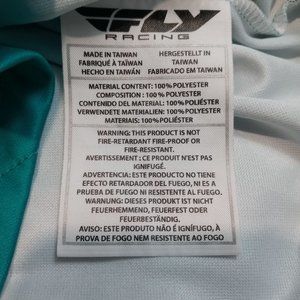 FLY
RACING
MADE IN TAIWAN
FABRIQUÉ À TAÏWAN
HECHO EN TAIWÁN
HERGESTELLT IN
TAIWAN
FABRICADO EM TAIWAN
MATERIAL CONTENT: 100% POLYESTER
COMPOSITION : 100% POLYESTER
CONTENIDO DEL MATERIAL: 100% POLIÉSTER
VERWENDETE MATERIALIEN: 100% POLYESTER
MATERIAIS: 100% POLIÉSTER
WARNING: THIS PRODUCT IS NOT
FIRE-RETARDANT FIRE-PROOF OR
FIRE-RESISTANT.
AVERTISSEMENT : CE PRODUIT N'EST PAS
IGNIFUGÉ.
ADVERTENCIA: ESTE PRODUCTO NO TIENE
EFECTO RETARDADOR DEL FUEGO, NI ES A
PRUEBA DE FUEGO NI RESISTENTE AL FUEGO.
WARNUNG: DIESES PRODUKT IST NICHT
FEUERHEMMEND, FEUERFEST ODER
FEUERBESTÄNDIG.
AVISO: ESTE PRODUTO NÃO É IGNÍFUGO, À
PROVA DE FOGO NEM RESISTENTE AO FOGO